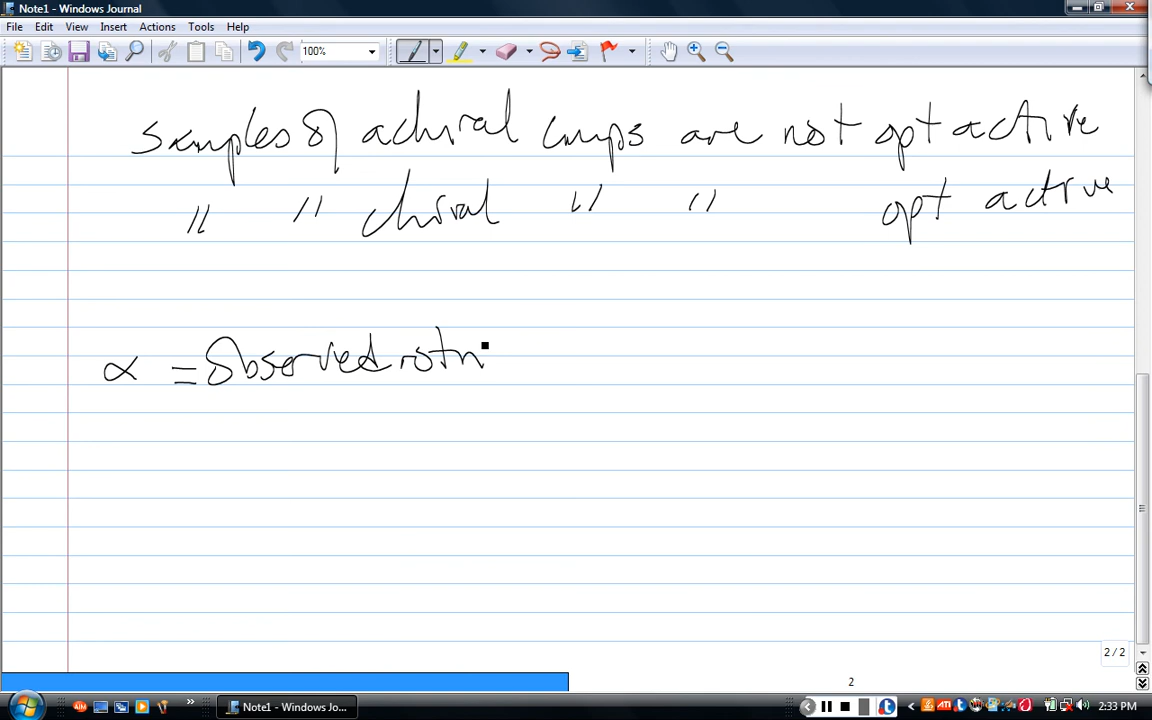 Note1 - Windows Journal
File Edit View Insert Actions Tools Help
100%
samples of achiral cmps are not opt active
" " chiral " " opt active
α = Observed rotn
2 / 2
2
Note1 - Windows Jo...
2:33 PM